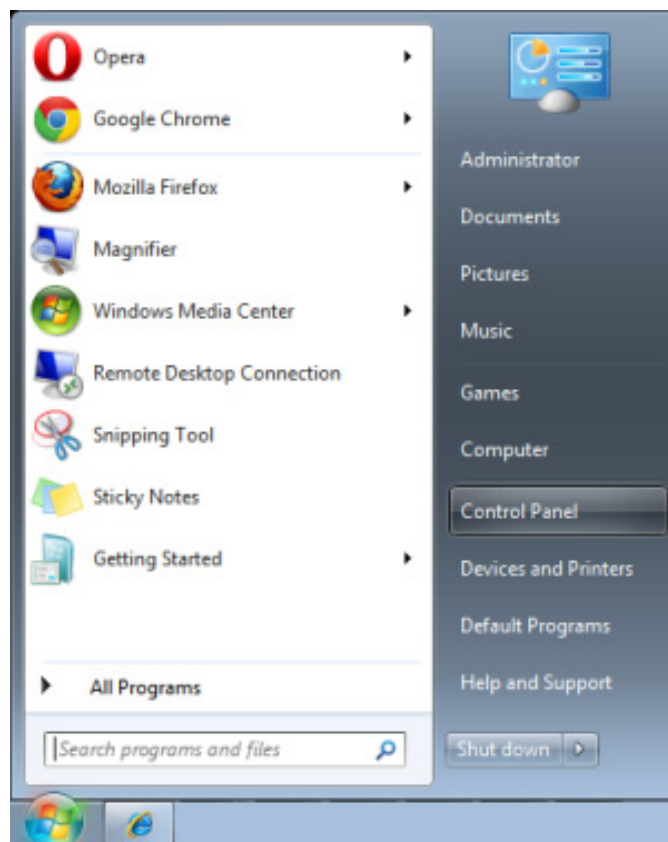 Opera
Google Chrome
Mozilla Firefox
Magnifier
Windows Media Center
Remote Desktop Connection
Snipping Tool
Sticky Notes
Getting Started
All Programs
Search programs and files
Administrator
Documents
Pictures
Music
Games
Computer
Control Panel
Devices and Printers
Default Programs
Help and Support
Shut down